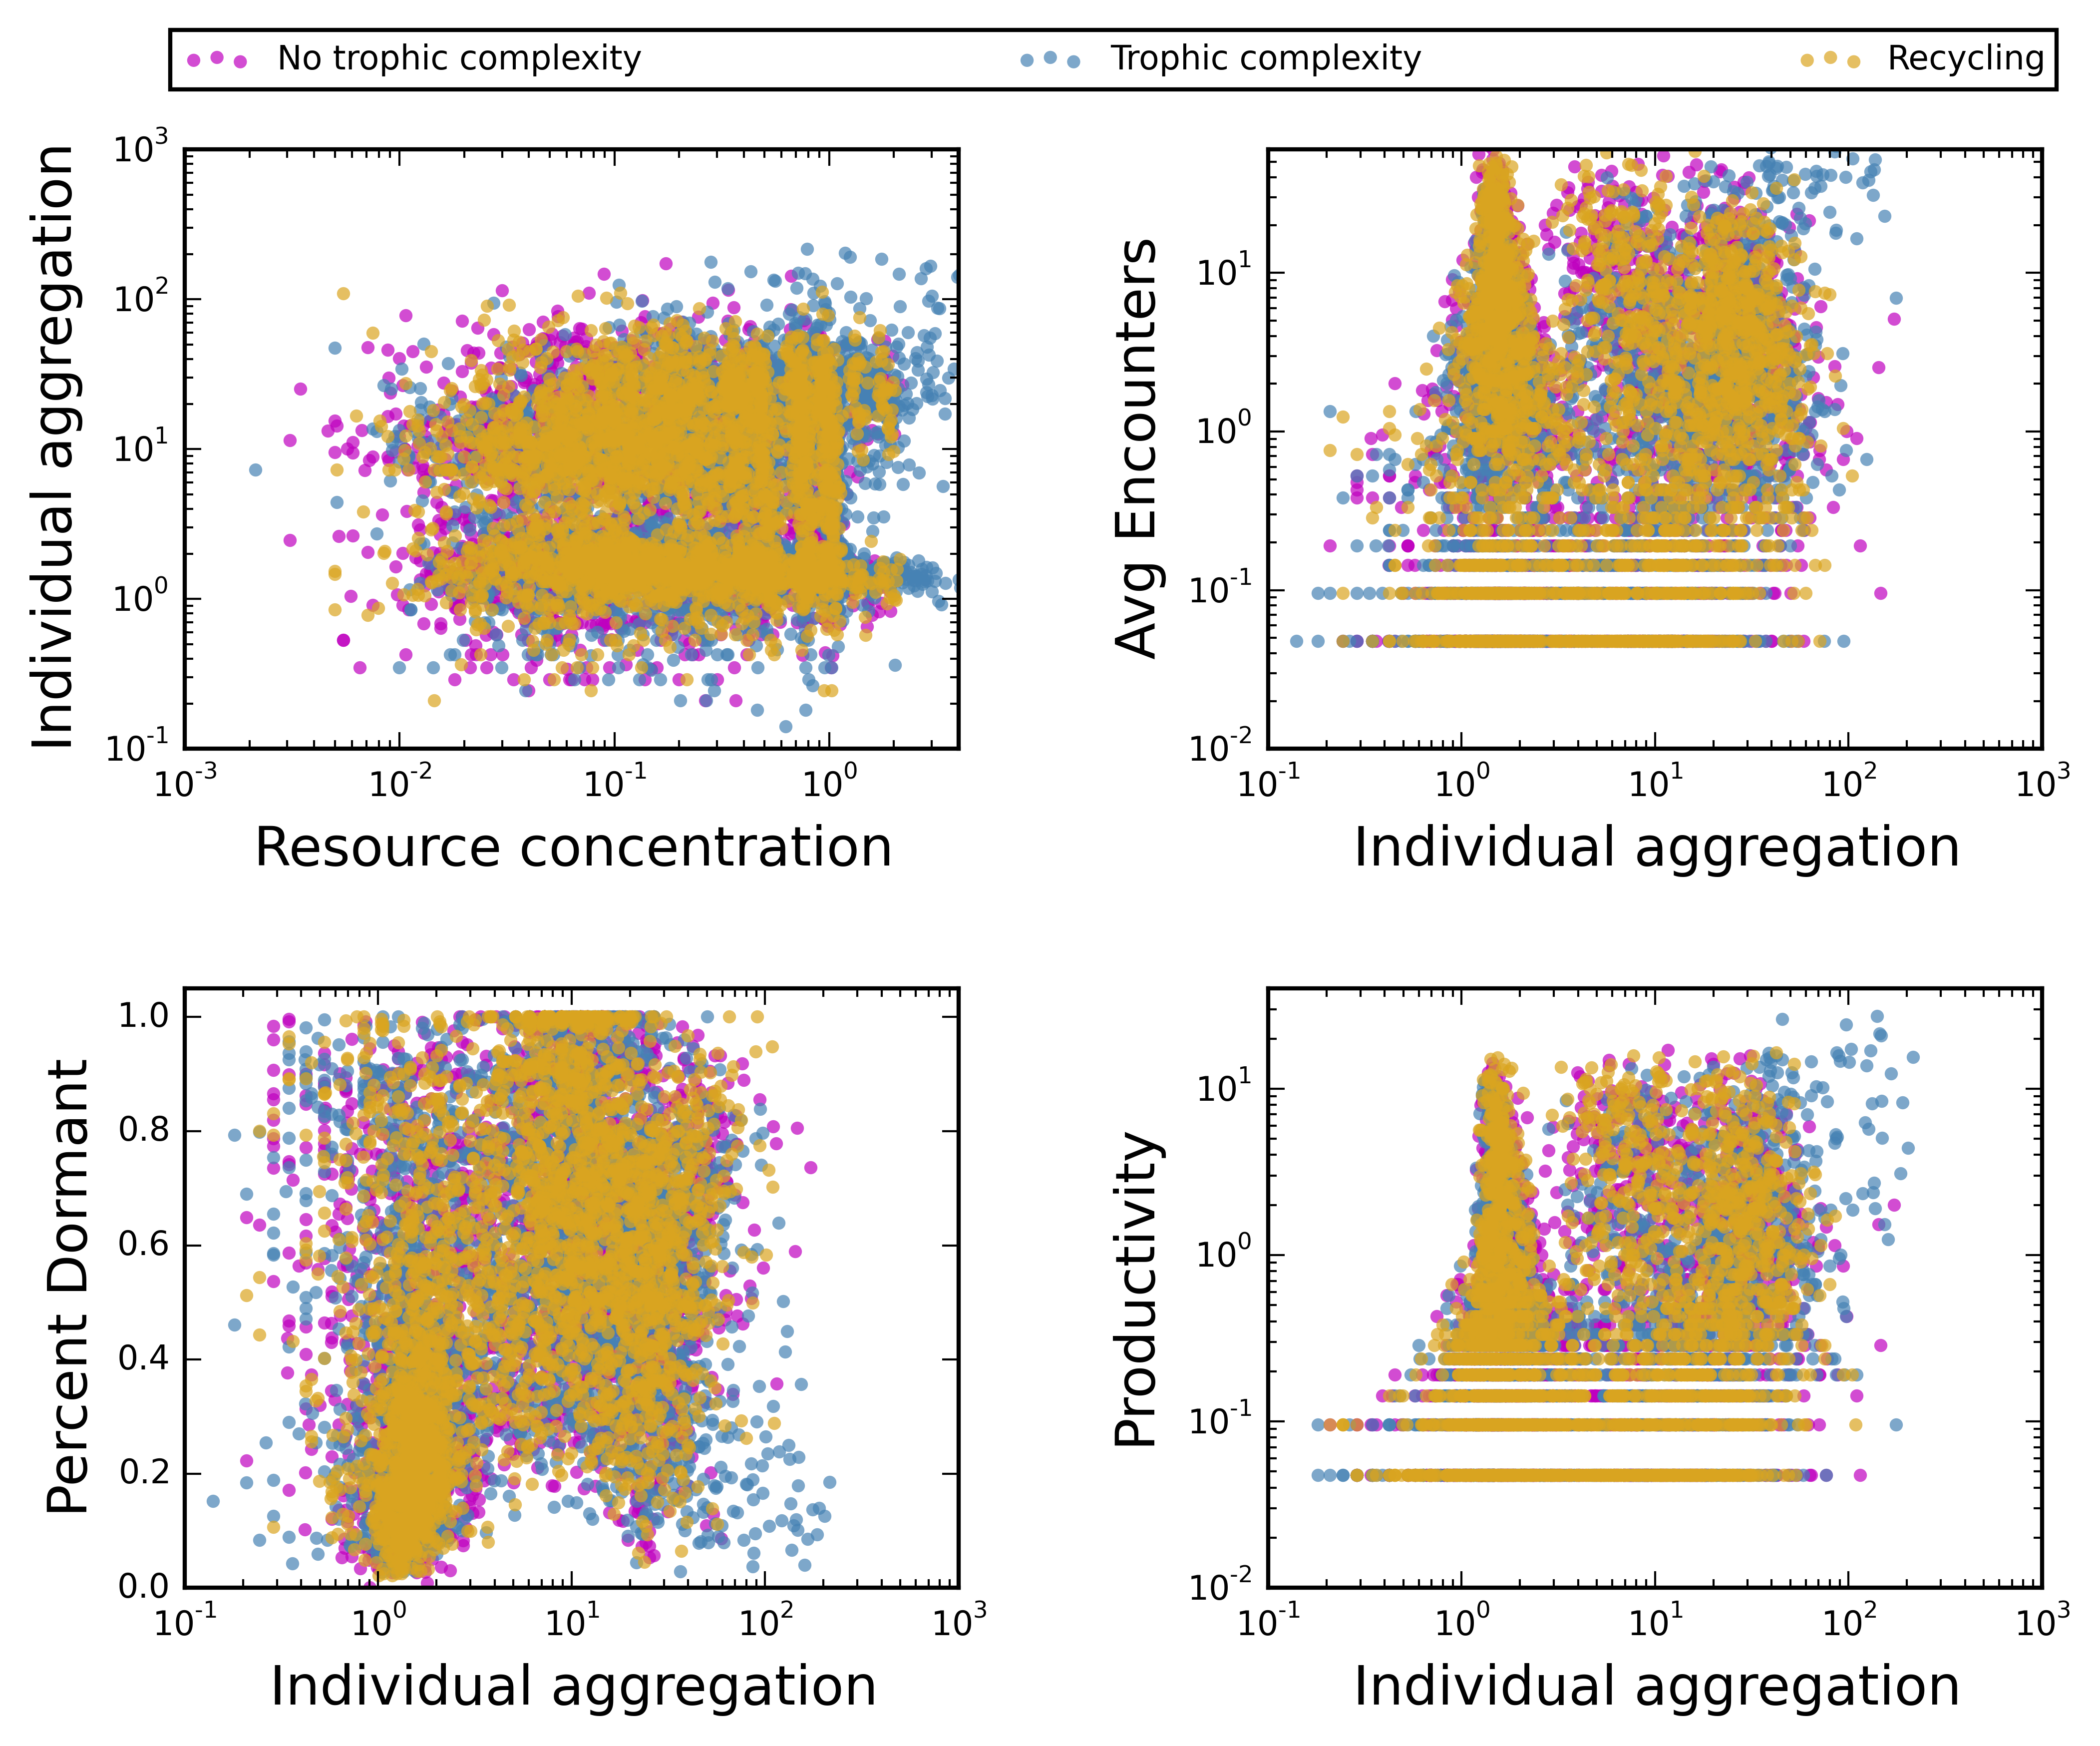 No trophic complexity Trophic complexity Recycling
Individual aggregation
10^3
10^2
10^1
10^0
10^-1
10^-3 10^-2 10^-1 10^0
Resource concentration
Avg Encounters
10^1
10^0
10^-1
10^-2
10^-1 10^0 10^1 10^2 10^3
Individual aggregation
Percent Dormant
1.0
0.8
0.6
0.4
0.2
0.0
10^-1 10^0 10^1 10^2 10^3
Individual aggregation
Productivity
10^1
10^0
10^-1
10^-2
10^-1 10^0 10^1 10^2 10^3
Individual aggregation